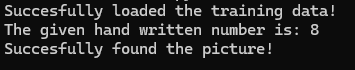 Succesfully loaded the training data!
The given hand written number is: 8
Succesfully found the picture!